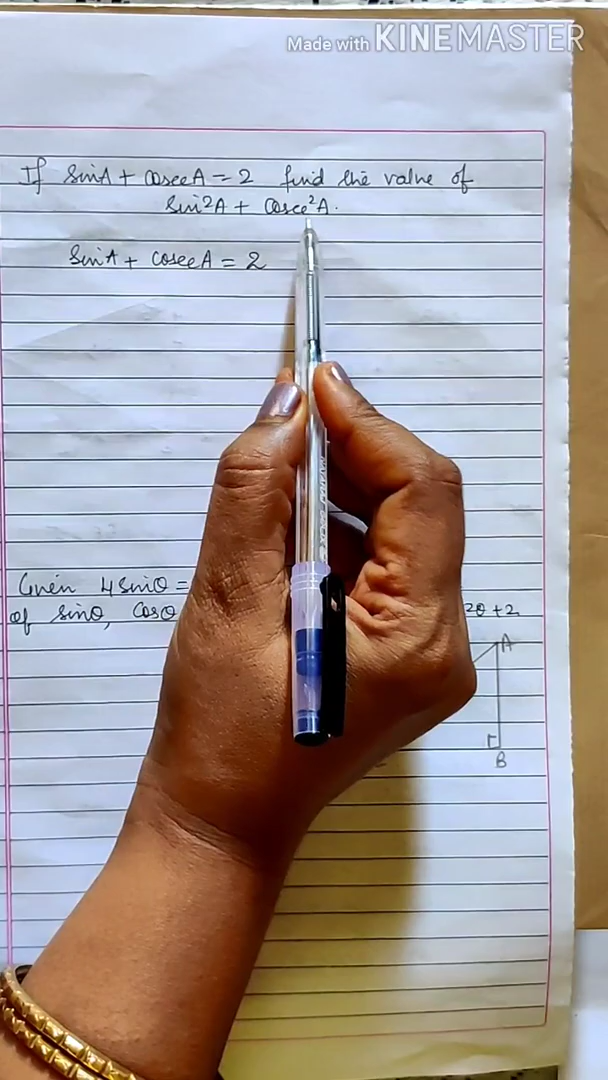 Made with KINEMASTER
If sinA + cosecA = 2 find the value of
sin²A + cosec²A.
sinA + cosecA = 2
Given 4sinθ =
of sinθ, cosθ 2θ + 2
A
B